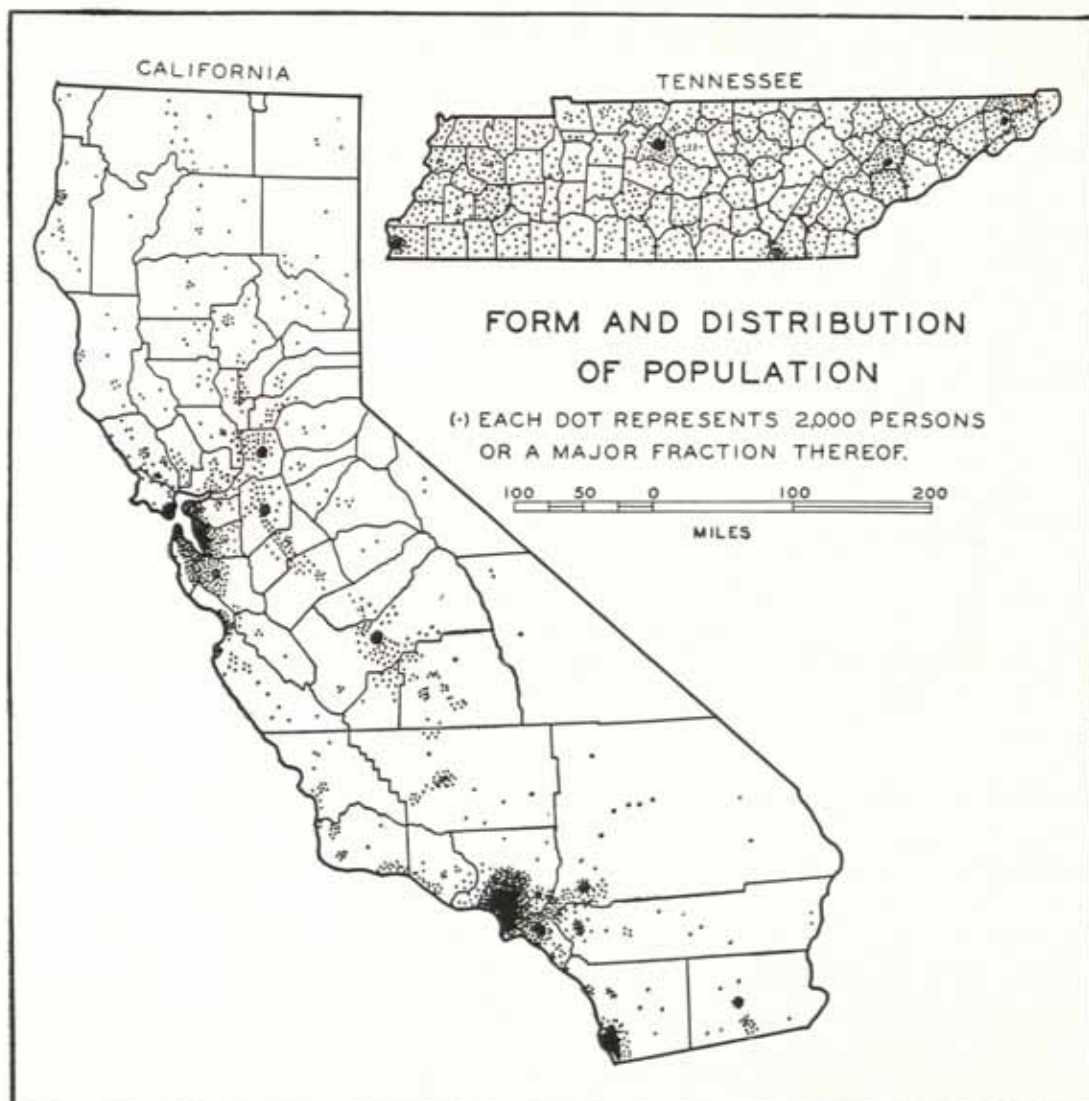 CALIFORNIA
TENNESSEE
FORM AND DISTRIBUTION
OF POPULATION
(·) EACH DOT REPRESENTS 2,000 PERSONS
OR A MAJOR FRACTION THEREOF.
100 50 0 100 200
MILES